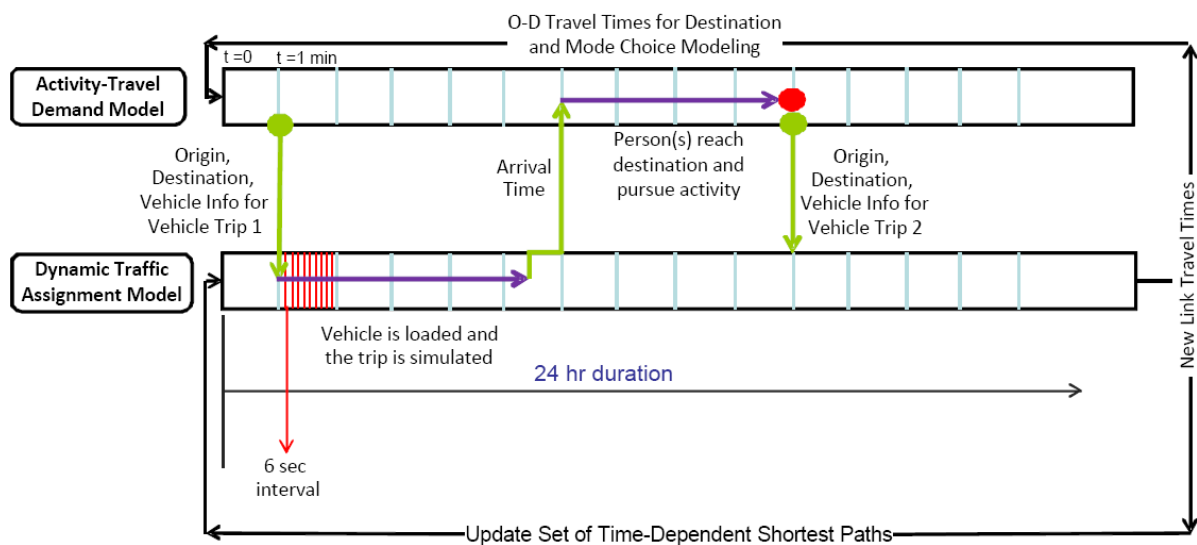 O-D Travel Times for Destination
and Mode Choice Modeling
t =0
t =1 min
Activity-Travel
Demand Model
Origin,
Destination,
Vehicle Info for
Vehicle Trip 1
Arrival
Time
Person(s) reach
destination and
pursue activity
Origin,
Destination,
Vehicle Info for
Vehicle Trip 2
Dynamic Traffic
Assignment Model
Vehicle is loaded and
the trip is simulated
24 hr duration
6 sec
interval
New Link Travel Times
Update Set of Time-Dependent Shortest Paths